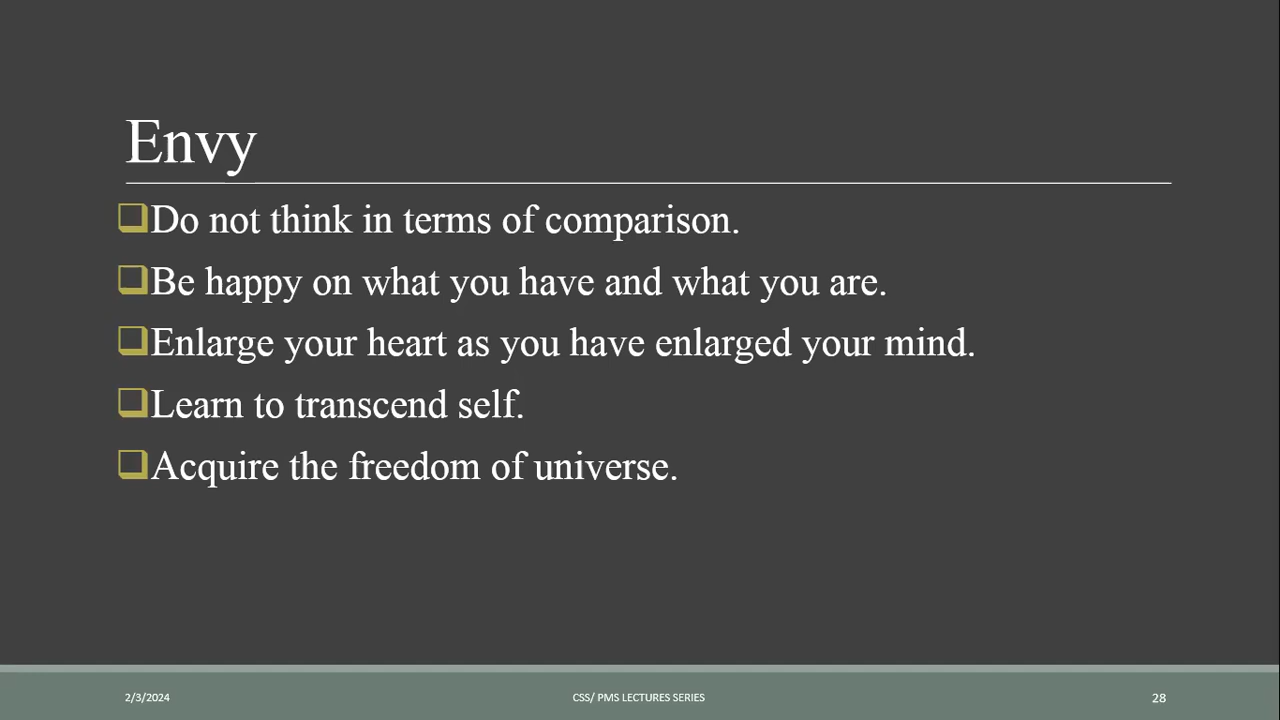 Envy
Do not think in terms of comparison.
Be happy on what you have and what you are.
Enlarge your heart as you have enlarged your mind.
Learn to transcend self.
Acquire the freedom of universe.
2/3/2024
CSS/ PMS LECTURES SERIES
28